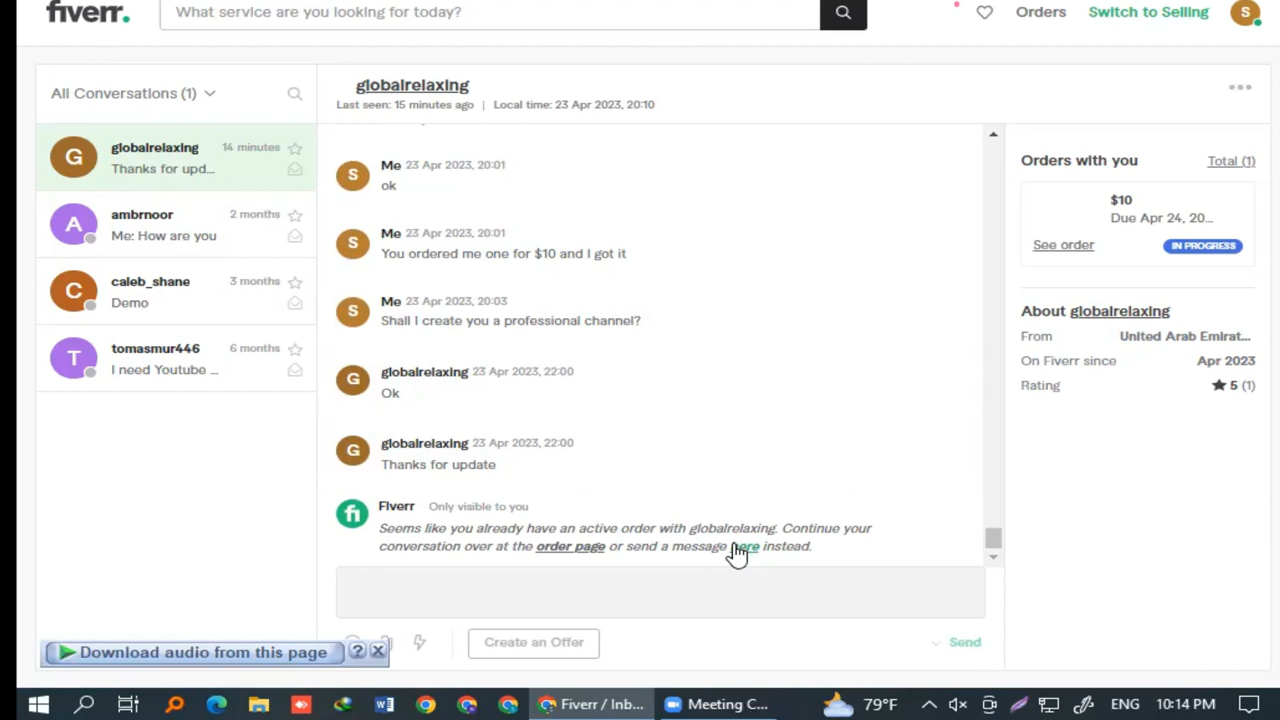 fiverr.
What service are you looking for today?
Orders
Switch to Selling
S
All Conversations (1)
globalrelaxing
Last seen: 15 minutes ago | Local time: 23 Apr 2023, 20:10
G
globalrelaxing
14 minutes
Thanks for upd...
A
ambrnoor
2 months
Me: How are you
C
caleb_shane
3 months
Demo
T
tomasmur446
6 months
I need Youtube ...
S
Me 23 Apr 2023, 20:01
ok
S
Me 23 Apr 2023, 20:01
You ordered me one for $10 and I got it
S
Me 23 Apr 2023, 20:03
Shall I create you a professional channel?
G
globalrelaxing 23 Apr 2023, 22:00
Ok
G
globalrelaxing 23 Apr 2023, 22:00
Thanks for update
fi
Fiverr Only visible to you
Seems like you already have an active order with globalrelaxing. Continue your
conversation over at the order page or send a message here instead.
Create an Offer
Send
Orders with you
Total (1)
$10
Due Apr 24, 20...
See order
IN PROGRESS
About globalrelaxing
From United Arab Emirat...
On Fiverr since Apr 2023
Rating ★ 5 (1)
Download audio from this page
? X
Fiverr / Inb...
Meeting C...
79°F
ENG
10:14 PM